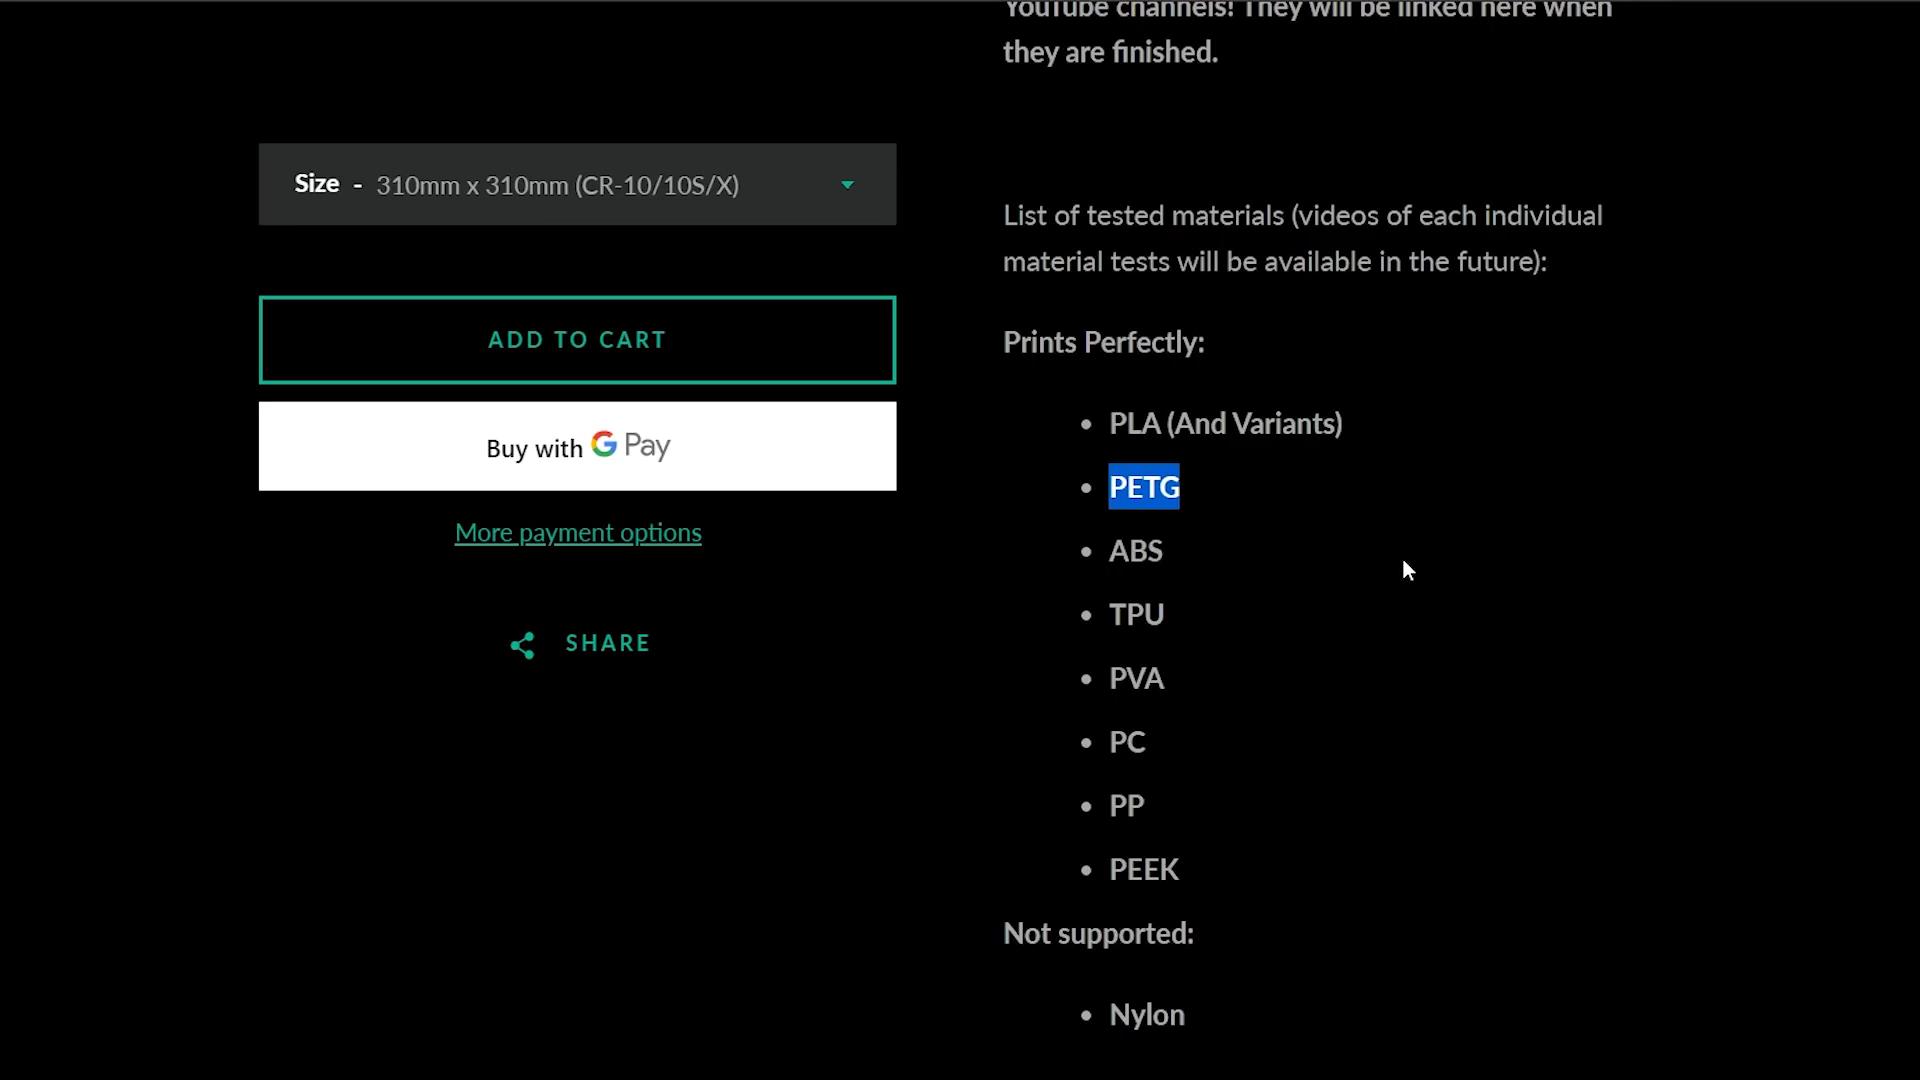 YouTube channels! They will be linked here when
they are finished.
Size - 310mm x 310mm (CR-10/10S/X)
ADD TO CART
Buy with G Pay
More payment options
SHARE
List of tested materials (videos of each individual
material tests will be available in the future):
Prints Perfectly:
• PLA (And Variants)
• PETG
• ABS
• TPU
• PVA
• PC
• PP
• PEEK
Not supported:
• Nylon